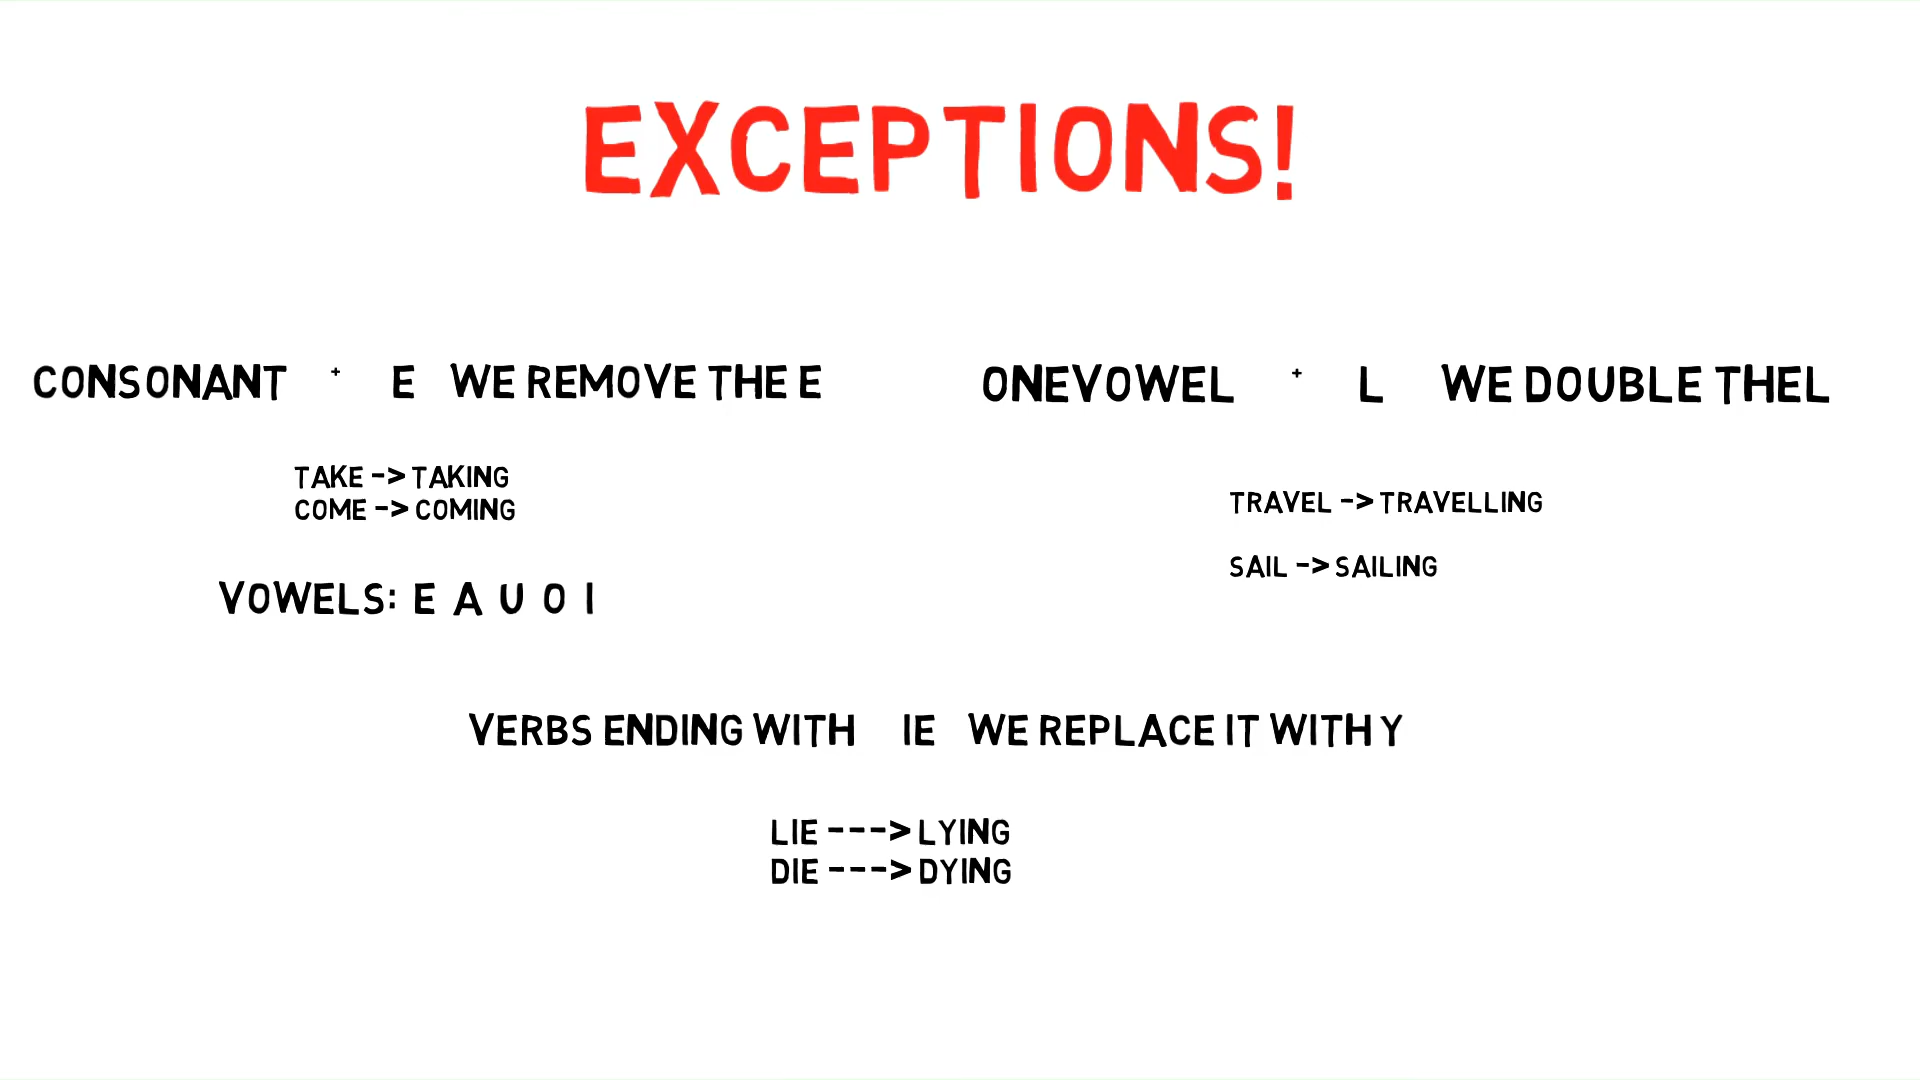 EXCEPTIONS!
CONSONANT + E WE REMOVE THE E
TAKE -> TAKING
COME -> COMING
VOWELS: E A U O I
ONEVOWEL + L WE DOUBLE THEL
TRAVEL -> TRAVELLING
SAIL -> SAILING
VERBS ENDING WITH IE WE REPLACE IT WITH Y
LIE ---> LYING
DIE ---> DYING